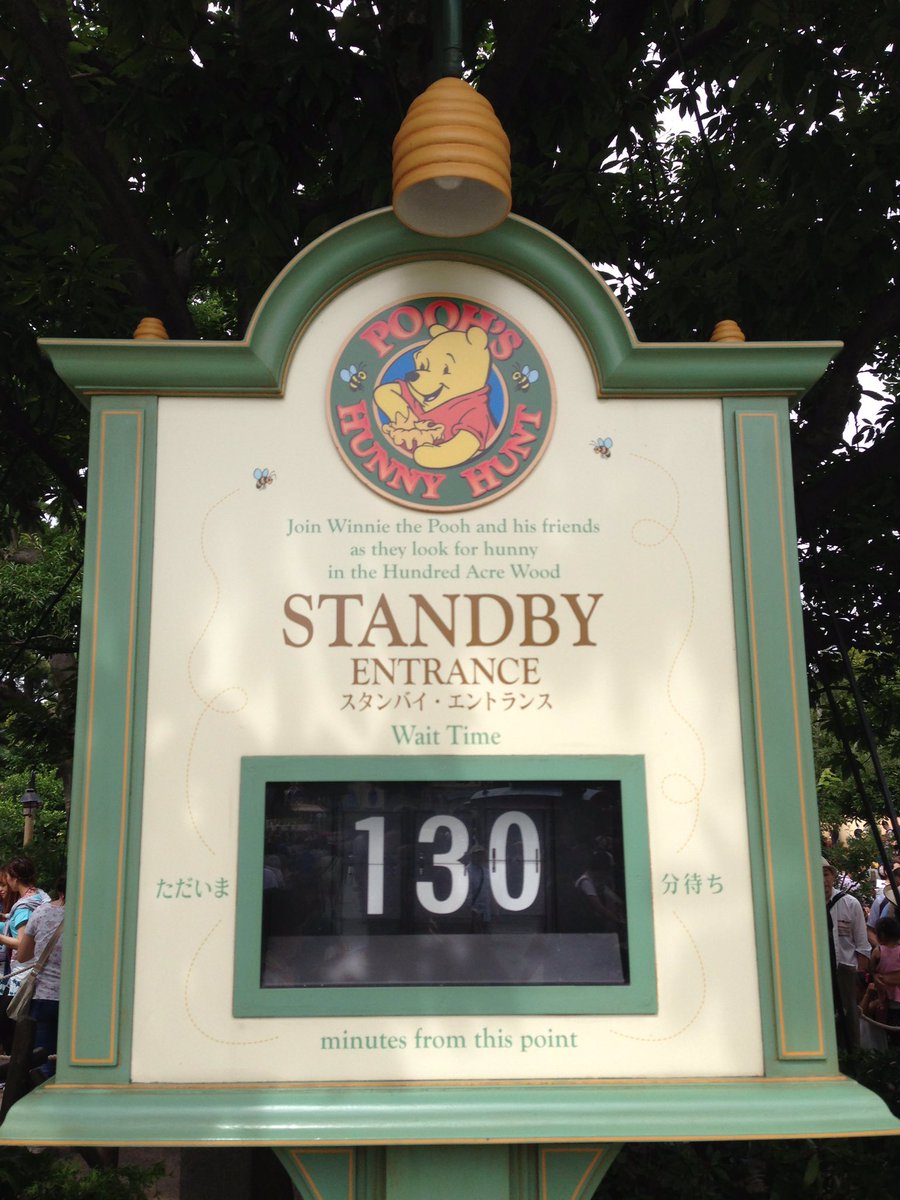 POOH'S
HUNNY HUNT
Join Winnie the Pooh and his friends
as they look for hunny
in the Hundred Acre Wood
STANDBY
ENTRANCE
スタンバイ・エントランス
Wait Time
ただいま 130 分待ち
minutes from this point